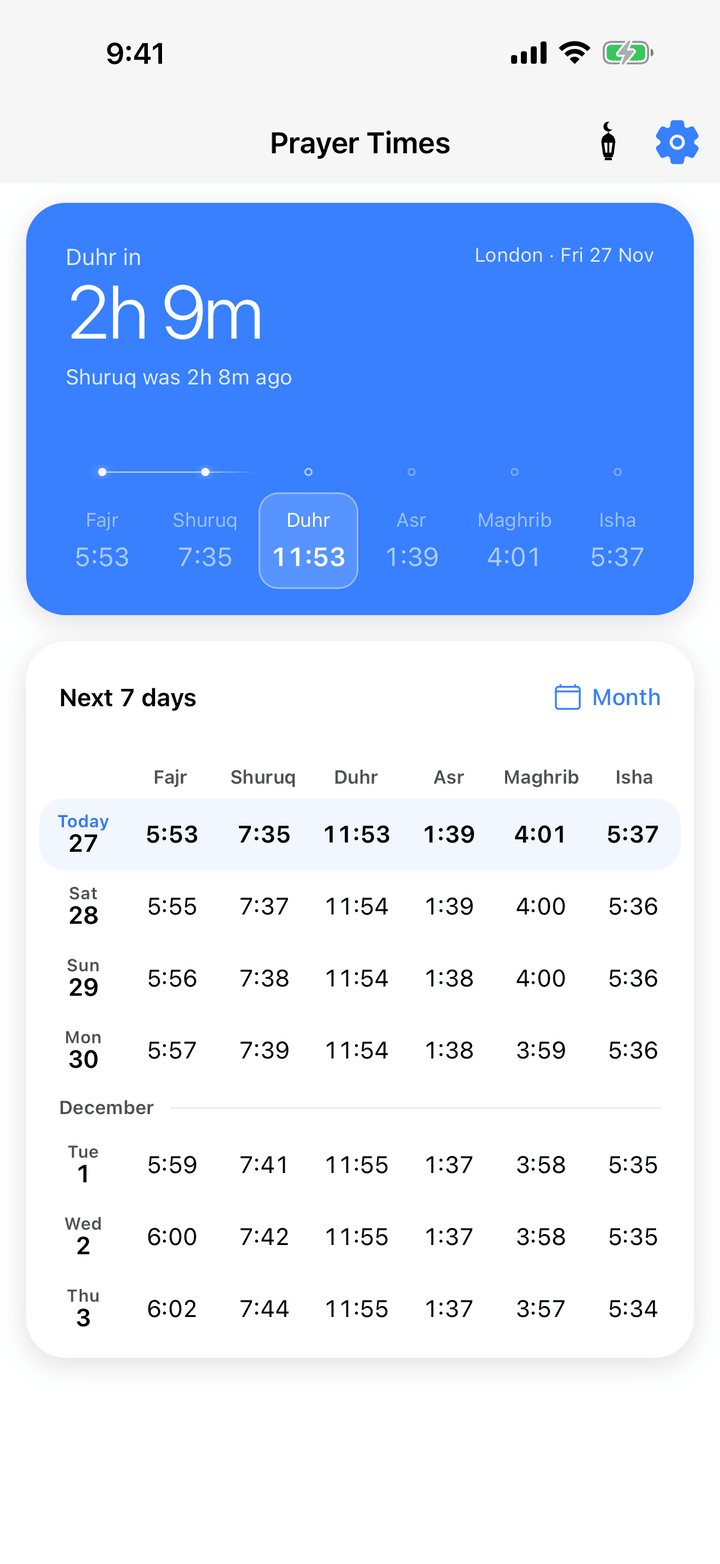 9:41
Prayer Times
Duhr in
London · Fri 27 Nov
2h 9m
Shuruq was 2h 8m ago
Fajr Shuruq Duhr Asr Maghrib Isha
5:53 7:35 11:53 1:39 4:01 5:37
Next 7 days Month
Fajr Shuruq Duhr Asr Maghrib Isha
Today
27 5:53 7:35 11:53 1:39 4:01 5:37
Sat
28 5:55 7:37 11:54 1:39 4:00 5:36
Sun
29 5:56 7:38 11:54 1:38 4:00 5:36
Mon
30 5:57 7:39 11:54 1:38 3:59 5:36
December
Tue
1 5:59 7:41 11:55 1:37 3:58 5:35
Wed
2 6:00 7:42 11:55 1:37 3:58 5:35
Thu
3 6:02 7:44 11:55 1:37 3:57 5:34